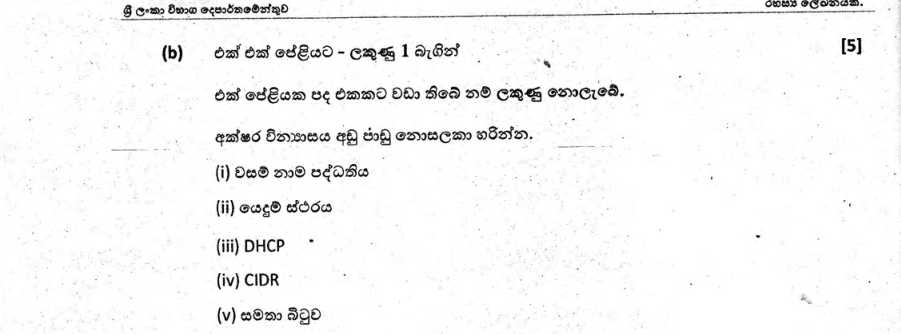 ශ්‍රී ලංකා විභාග දෙපාර්තමේන්තුව රහස්‍ය ලේඛනයකි.
(b) එක් එක් පේළියට – ලකුණු 1 බැගින් [5]
එක් පේළියක පද එකකට වඩා තිබේ නම් ලකුණු නොලැබේ.
අක්ෂර වින්‍යාසය අඩු පාඩු නොසලකා හරින්න.
(i) වසම් නාම පද්ධතිය
(ii) යෙදුම් ස්ථරය
(iii) DHCP
(iv) CIDR
(v) සමතා බිටුව